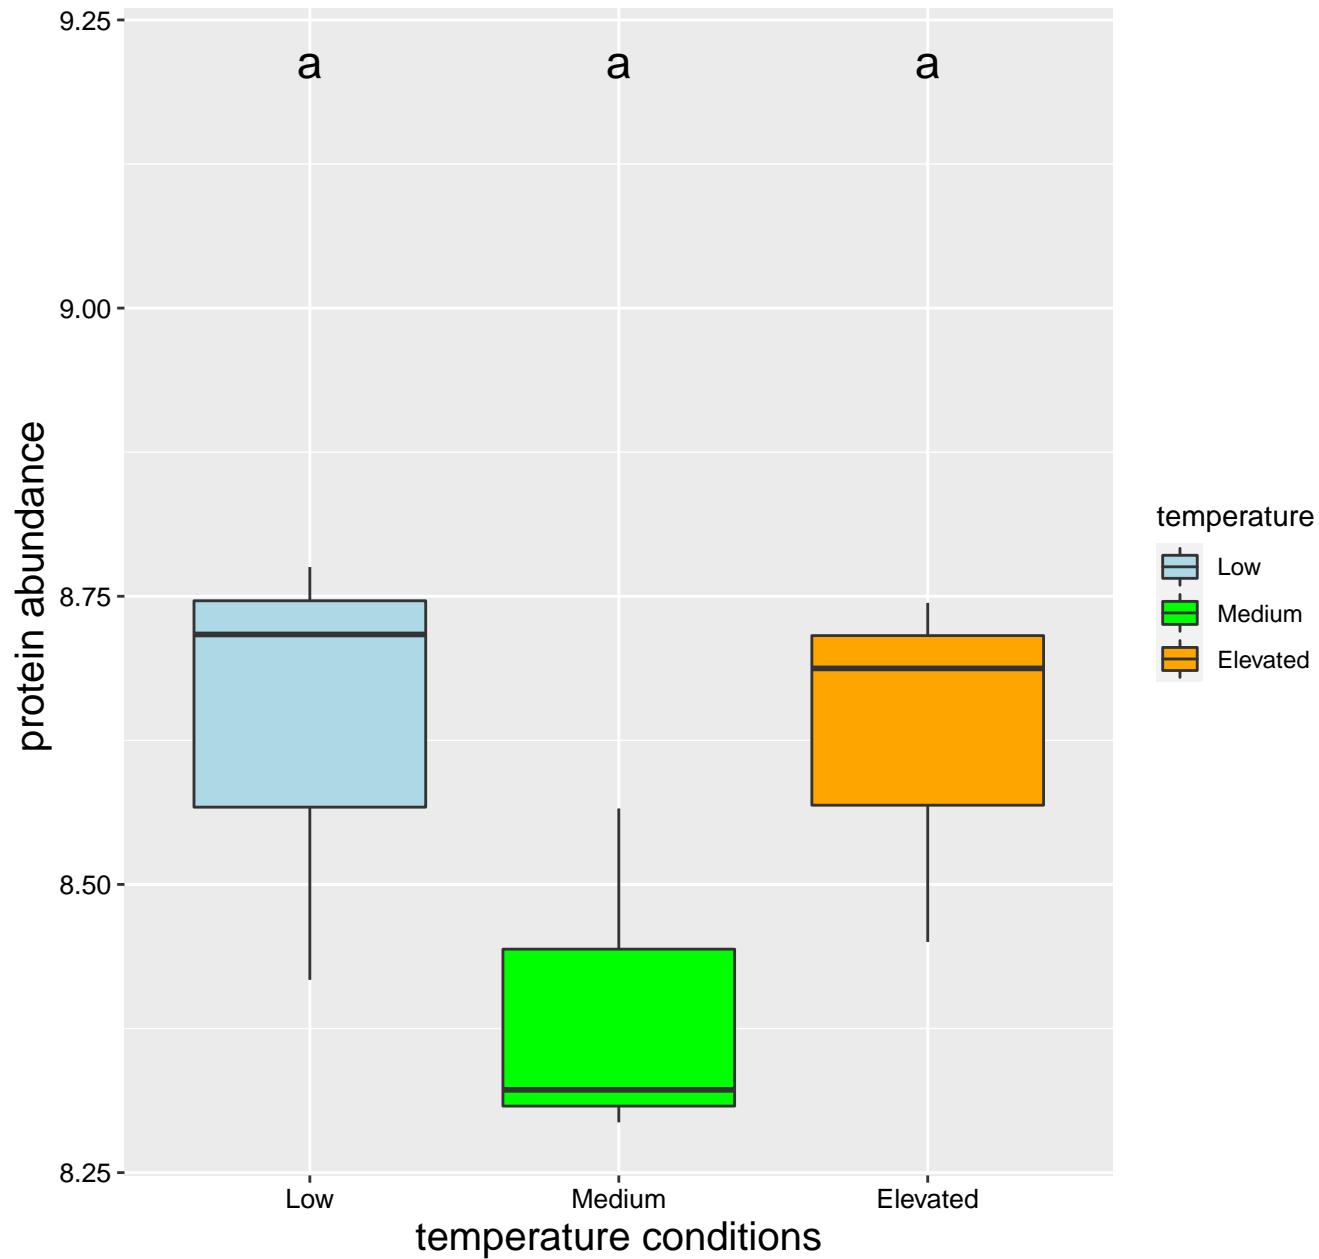 9.25
a a a
9.00
8.75
8.50
8.25
protein abundance
Low Medium Elevated
temperature conditions
temperature
Low
Medium
Elevated